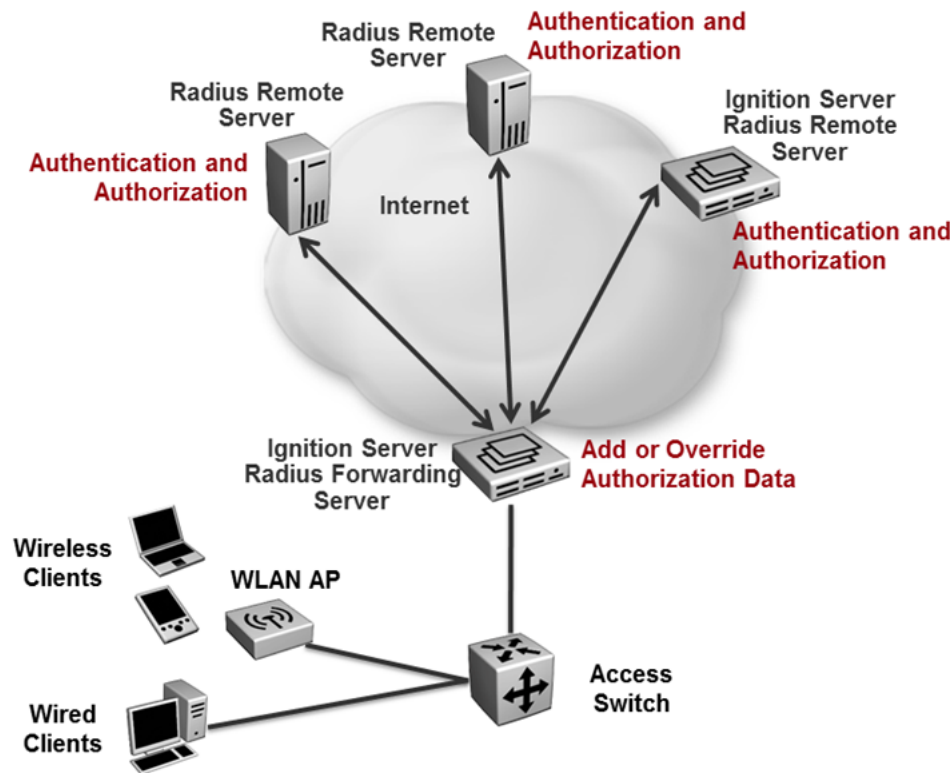 Radius Remote
Server
Authentication and
Authorization
Radius Remote
Server
Authentication and
Authorization
Ignition Server
Radius Remote
Server
Authentication and
Authorization
Internet
Ignition Server
Radius Forwarding
Server
Add or Override
Authorization Data
Wireless
Clients
WLAN AP
Access
Switch
Wired
Clients